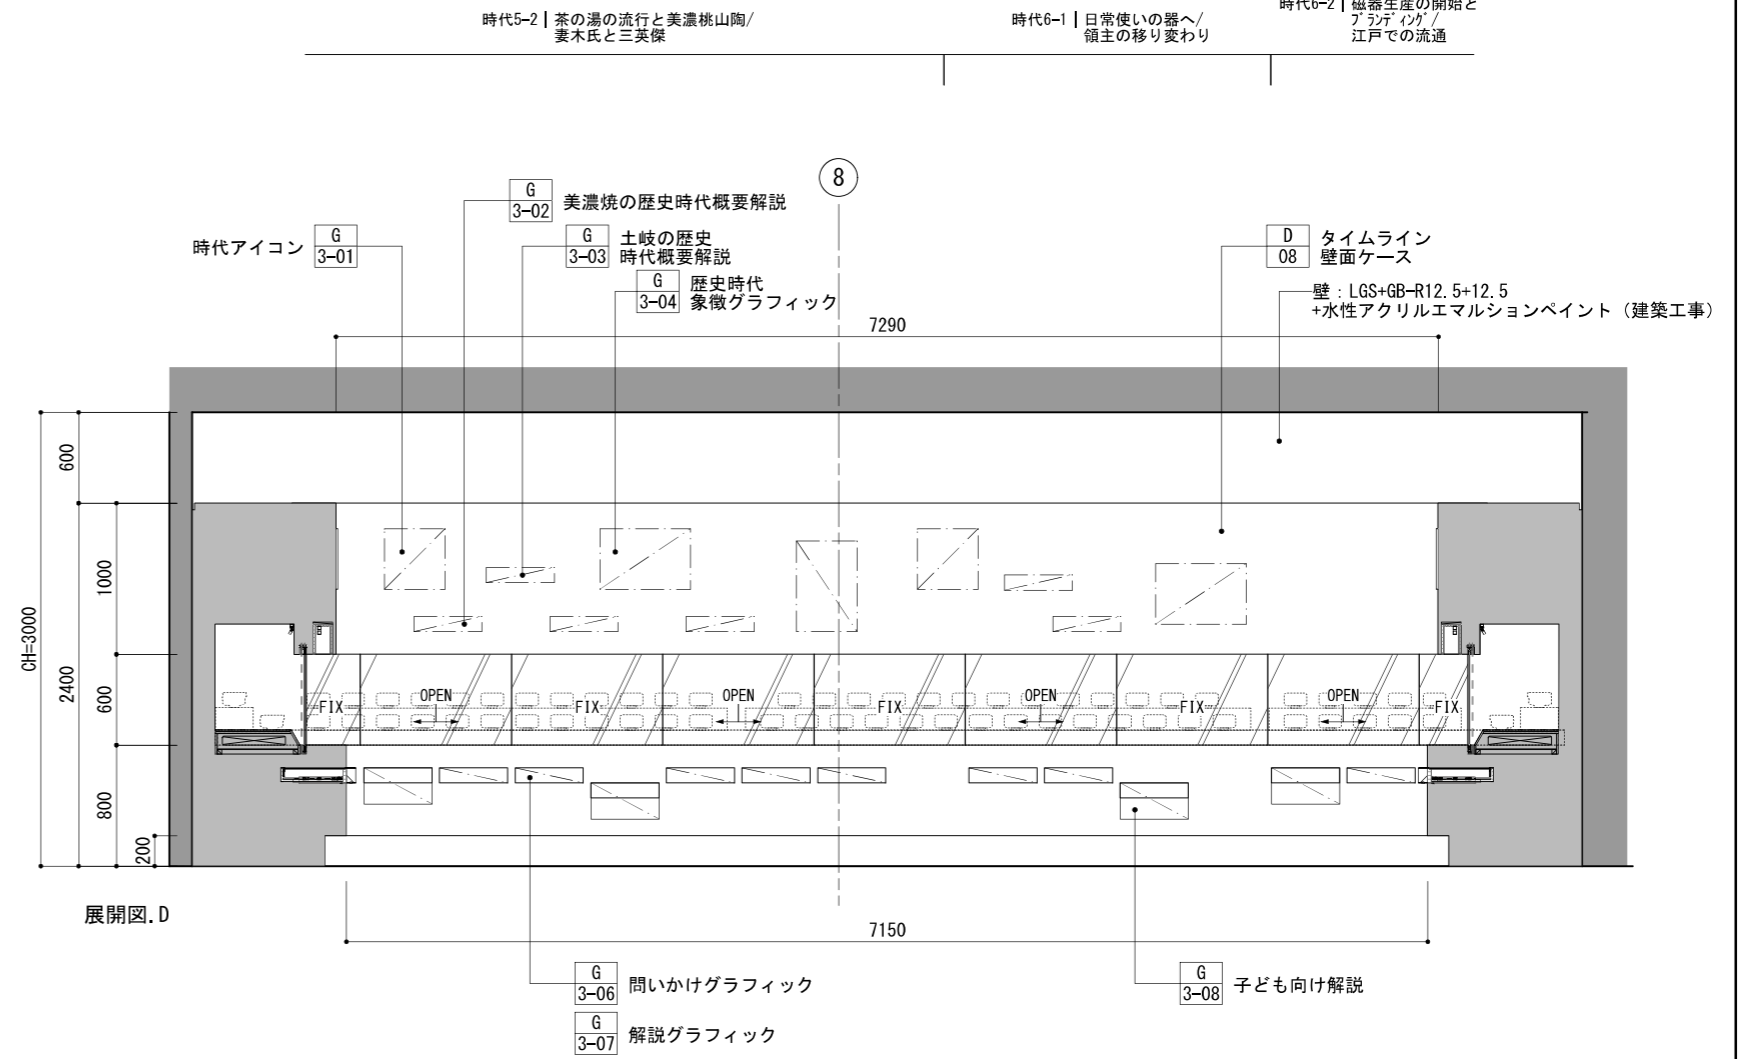 時代5-2 | 茶の湯の流行と美濃桃山陶/
妻木氏と三英傑
時代6-1 | 日常使いの器へ/
領主の移り変わり
時代6-2 | 磁器生産の開始と
ブランディング/
江戸での流通
8
G
3-02
美濃焼の歴史時代概要解説
時代アイコン
G
3-01
G
3-03
土岐の歴史
時代概要解説
G
3-04
歴史時代
象徴グラフィック
D
08
タイムライン
壁面ケース
壁：LGS+GB-R12.5+12.5
+水性アクリルエマルションペイント（建築工事）
7290
CH=3000
600
2400
1000
600
800
200
FIX
OPEN
FIX
OPEN
FIX
OPEN
FIX
OPEN
FIX
展開図.D
7150
G
3-06
問いかけグラフィック
G
3-07
解説グラフィック
G
3-08
子ども向け解説